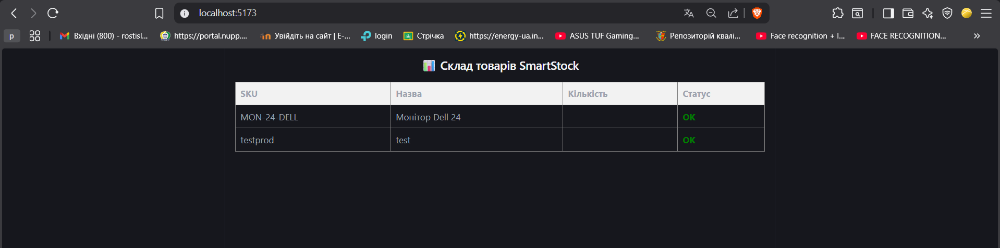 localhost:5173
p Вхідні (800) - rostisl... https://portal.nupp.... Увійдіть на сайт | E-... login Стрічка https://energy-ua.in... ASUS TUF Gaming... Репозиторій квалі... Face recognition + I... FACE RECOGNITION... »
Склад товарів SmartStock
SKU Назва Кількість Статус
MON-24-DELL Монітор Dell 24 OK
testprod test OK